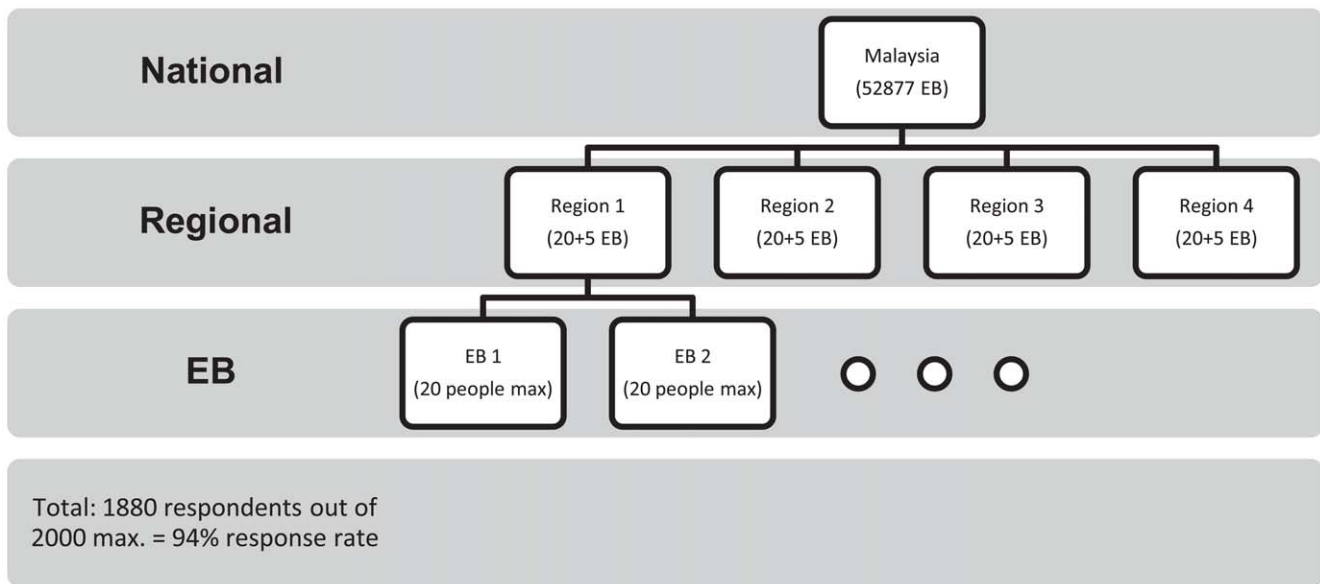 National
Malaysia
(52877 EB)
Regional
Region 1
(20+5 EB)
Region 2
(20+5 EB)
Region 3
(20+5 EB)
Region 4
(20+5 EB)
EB
EB 1
(20 people max)
EB 2
(20 people max)
Total: 1880 respondents out of
2000 max. = 94% response rate